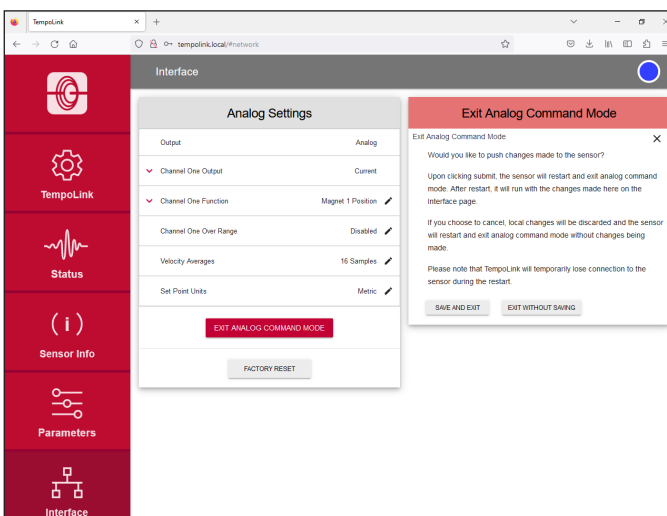 TempoLink
tempolink.local/#network
Interface
TempoLink
Status
Sensor Info
Parameters
Interface
Analog Settings
Output Analog
Channel One Output Current
Channel One Function Magnet 1 Position
Channel One Over Range Disabled
Velocity Averages 16 Samples
Set Point Units Metric
EXIT ANALOG COMMAND MODE
FACTORY RESET
Exit Analog Command Mode
Exit Analog Command Mode
Would you like to push changes made to the sensor?
Upon clicking submit, the sensor will restart and exit analog command
mode. After restart, it will run with the changes made here on the
Interface page.
If you choose to cancel, local changes will be discarded and the sensor
will restart and exit analog command mode without changes being
made.
Please note that TempoLink will temporarily lose connection to the
sensor during the restart.
SAVE AND EXIT EXIT WITHOUT SAVING